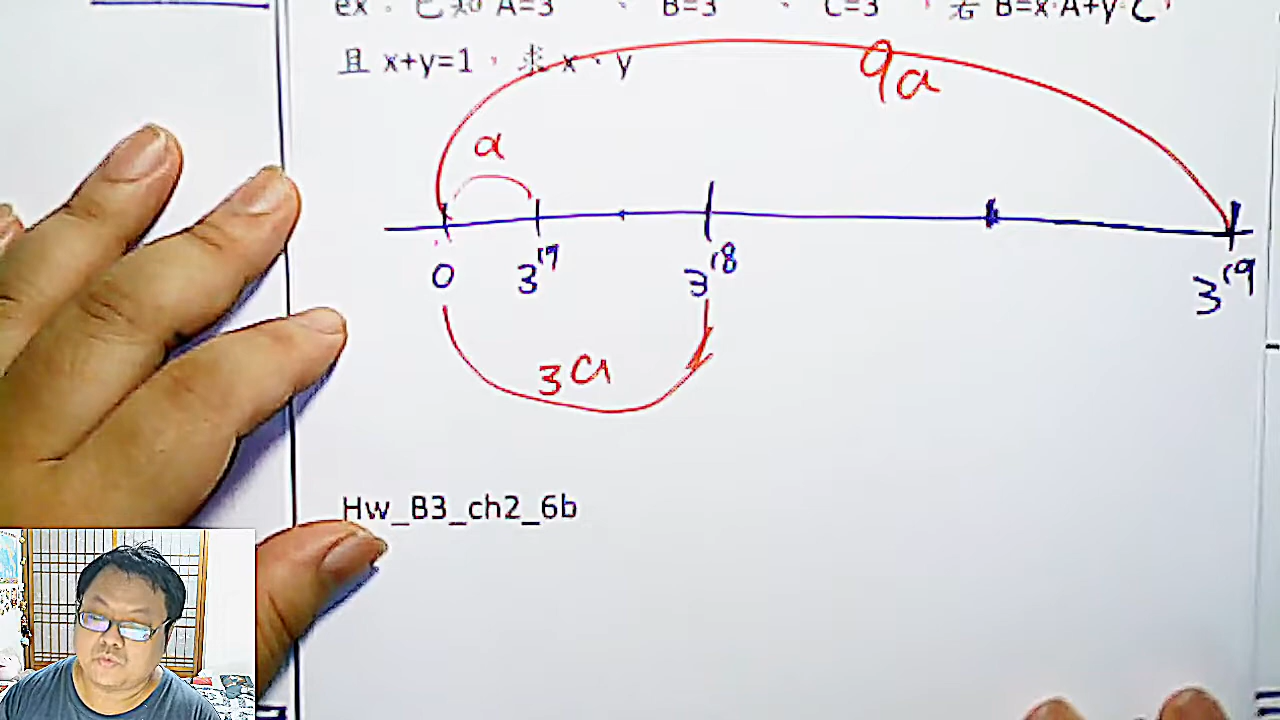 ex：已知 A=3 、 B=3 、 C=3 ，若 B=x·A+y·C，
且 x+y=1，求 x、y
9a
a
0 3¹⁷ 3¹⁸ 3¹⁹
3a
Hw_B3_ch2_6b